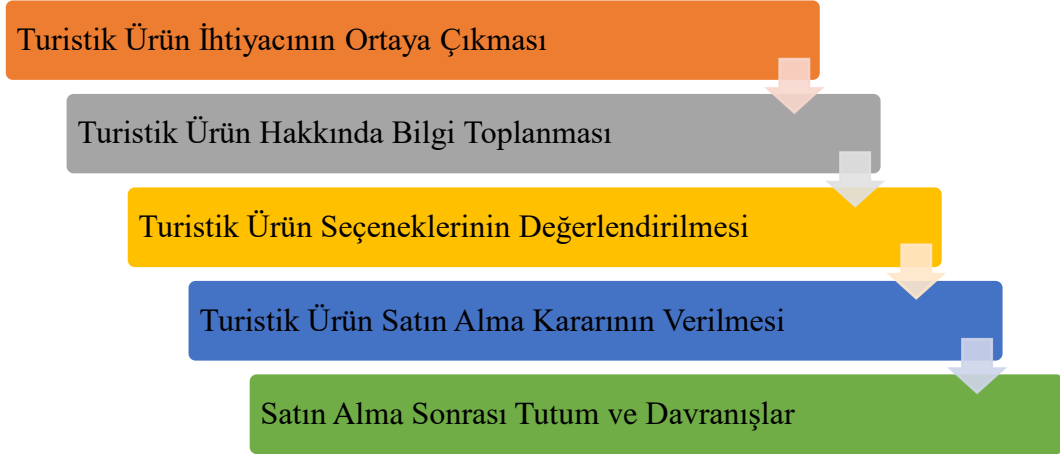 Turistik Ürün İhtiyacının Ortaya Çıkması
Turistik Ürün Hakkında Bilgi Toplanması
Turistik Ürün Seçeneklerinin Değerlendirilmesi
Turistik Ürün Satın Alma Kararının Verilmesi
Satın Alma Sonrası Tutum ve Davranışlar